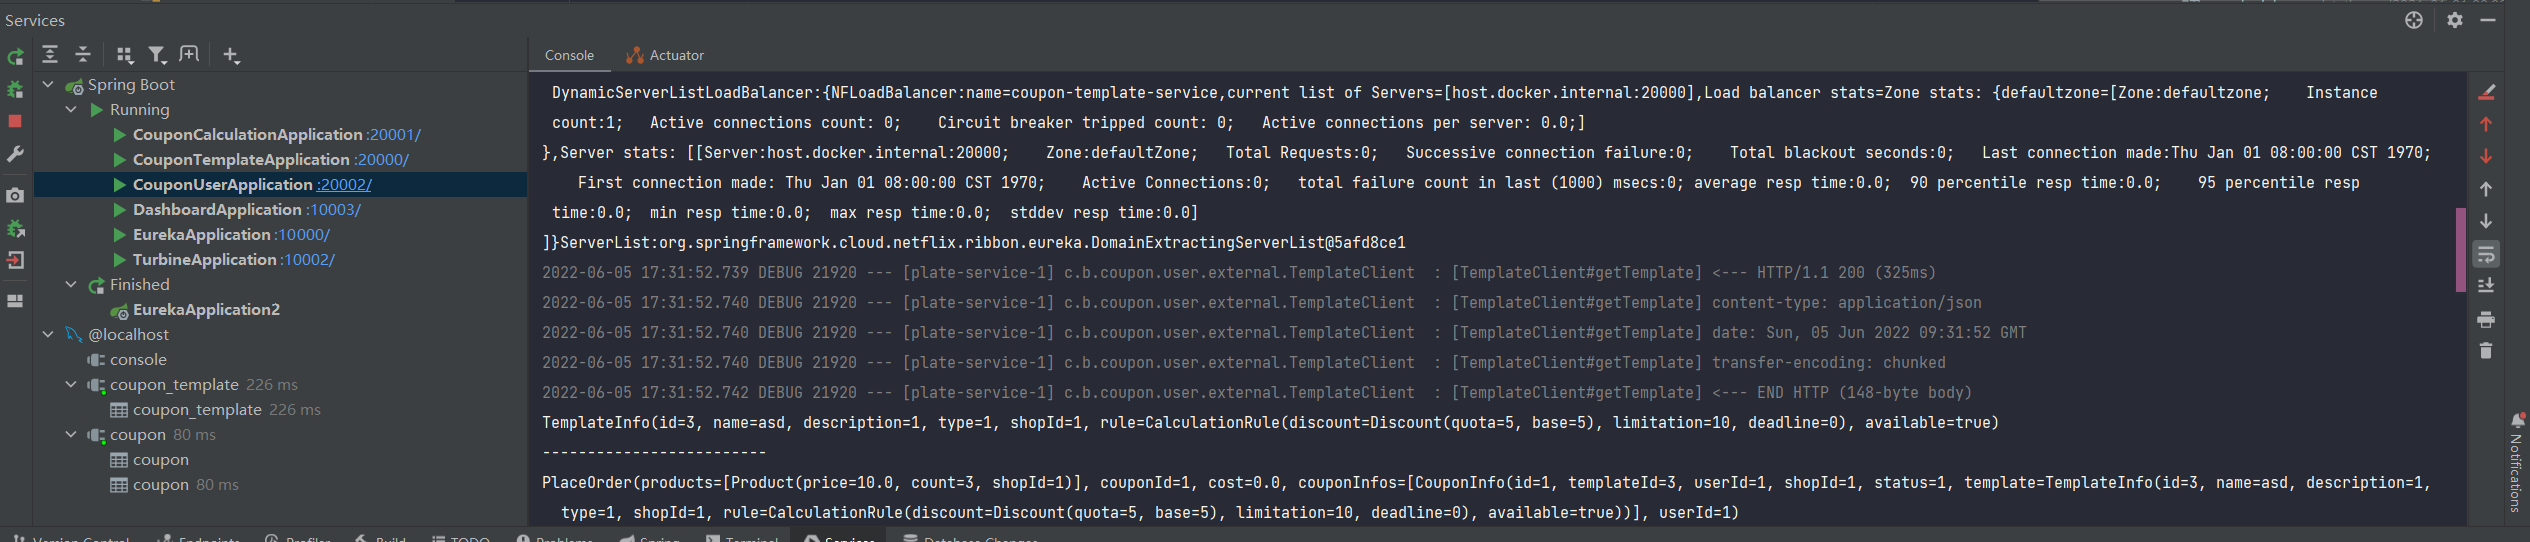 Services
Spring Boot
Running
CouponCalculationApplication :20001/
CouponTemplateApplication :20000/
CouponUserApplication :20002/
DashboardApplication :10003/
EurekaApplication :10000/
TurbineApplication :10002/
Finished
EurekaApplication2
@localhost
console
coupon_template 226 ms
coupon_template 226 ms
coupon 80 ms
coupon
coupon 80 ms
Console Actuator
DynamicServerListLoadBalancer:{NFLoadBalancer:name=coupon-template-service,current list of Servers=[host.docker.internal:20000],Load balancer stats=Zone stats: {defaultzone=[Zone:defaultzone; Instance
count:1; Active connections count: 0; Circuit breaker tripped count: 0; Active connections per server: 0.0;]
},Server stats: [[Server:host.docker.internal:20000; Zone:defaultZone; Total Requests:0; Successive connection failure:0; Total blackout seconds:0; Last connection made:Thu Jan 01 08:00:00 CST 1970;
First connection made: Thu Jan 01 08:00:00 CST 1970; Active Connections:0; total failure count in last (1000) msecs:0; average resp time:0.0; 90 percentile resp time:0.0; 95 percentile resp
time:0.0; min resp time:0.0; max resp time:0.0; stddev resp time:0.0]
]}ServerList:org.springframework.cloud.netflix.ribbon.eureka.DomainExtractingServerList@5afd8ce1
2022-06-05 17:31:52.739 DEBUG 21920 --- [plate-service-1] c.b.coupon.user.external.TemplateClient : [TemplateClient#getTemplate] <--- HTTP/1.1 200 (325ms)
2022-06-05 17:31:52.740 DEBUG 21920 --- [plate-service-1] c.b.coupon.user.external.TemplateClient : [TemplateClient#getTemplate] content-type: application/json
2022-06-05 17:31:52.740 DEBUG 21920 --- [plate-service-1] c.b.coupon.user.external.TemplateClient : [TemplateClient#getTemplate] date: Sun, 05 Jun 2022 09:31:52 GMT
2022-06-05 17:31:52.740 DEBUG 21920 --- [plate-service-1] c.b.coupon.user.external.TemplateClient : [TemplateClient#getTemplate] transfer-encoding: chunked
2022-06-05 17:31:52.742 DEBUG 21920 --- [plate-service-1] c.b.coupon.user.external.TemplateClient : [TemplateClient#getTemplate] <--- END HTTP (148-byte body)
TemplateInfo(id=3, name=asd, description=1, type=1, shopId=1, rule=CalculationRule(discount=Discount(quota=5, base=5), limitation=10, deadline=0), available=true)
-------------------------
PlaceOrder(products=[Product(price=10.0, count=3, shopId=1)], couponId=1, cost=0.0, couponInfos=[CouponInfo(id=1, templateId=3, userId=1, shopId=1, status=1, template=TemplateInfo(id=3, name=asd, description=1,
type=1, shopId=1, rule=CalculationRule(discount=Discount(quota=5, base=5), limitation=10, deadline=0), available=true))], userId=1)
Notifications
Version Control Endpoints Profiler Build TODO Problems Spring Terminal Services Database Changes